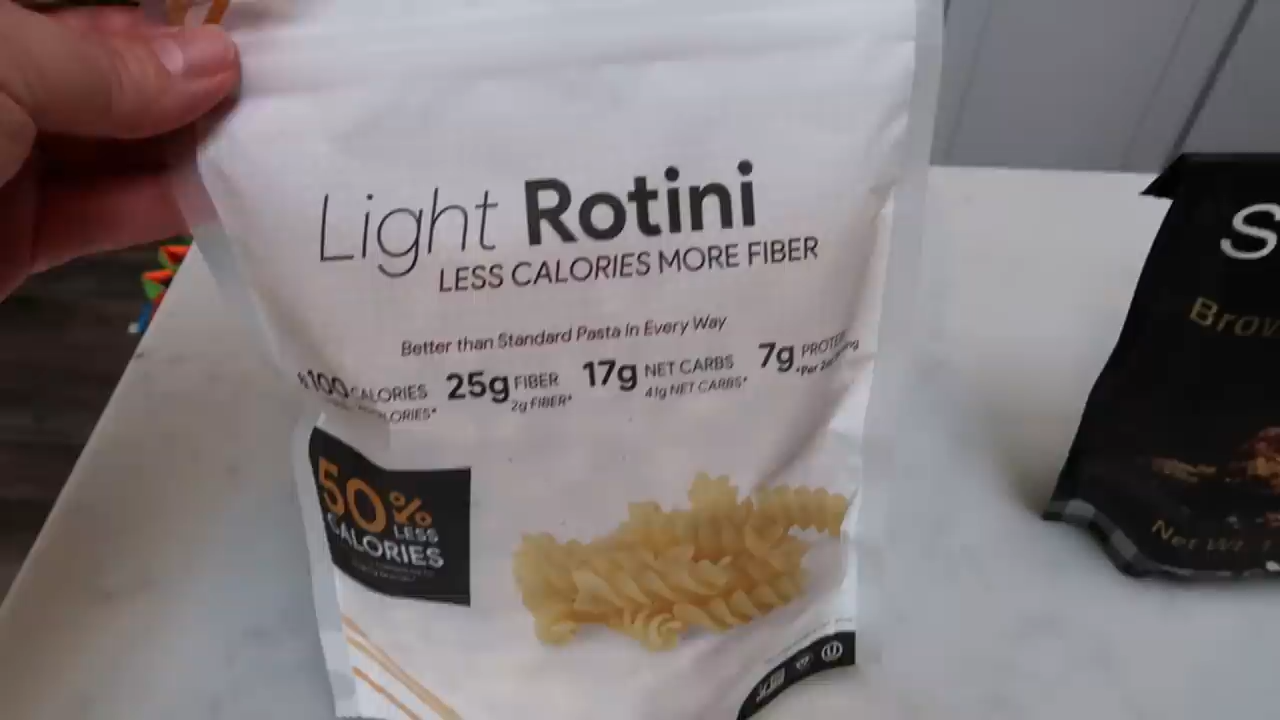 Light Rotini
LESS CALORIES MORE FIBER
Better than Standard Pasta In Every Way
100 CALORIES 25g FIBER 17g NET CARBS 7g PROTEIN
2g FIBER* 41g NET CARBS*
50% LESS CALORIES
S
Brow
Net Wt.